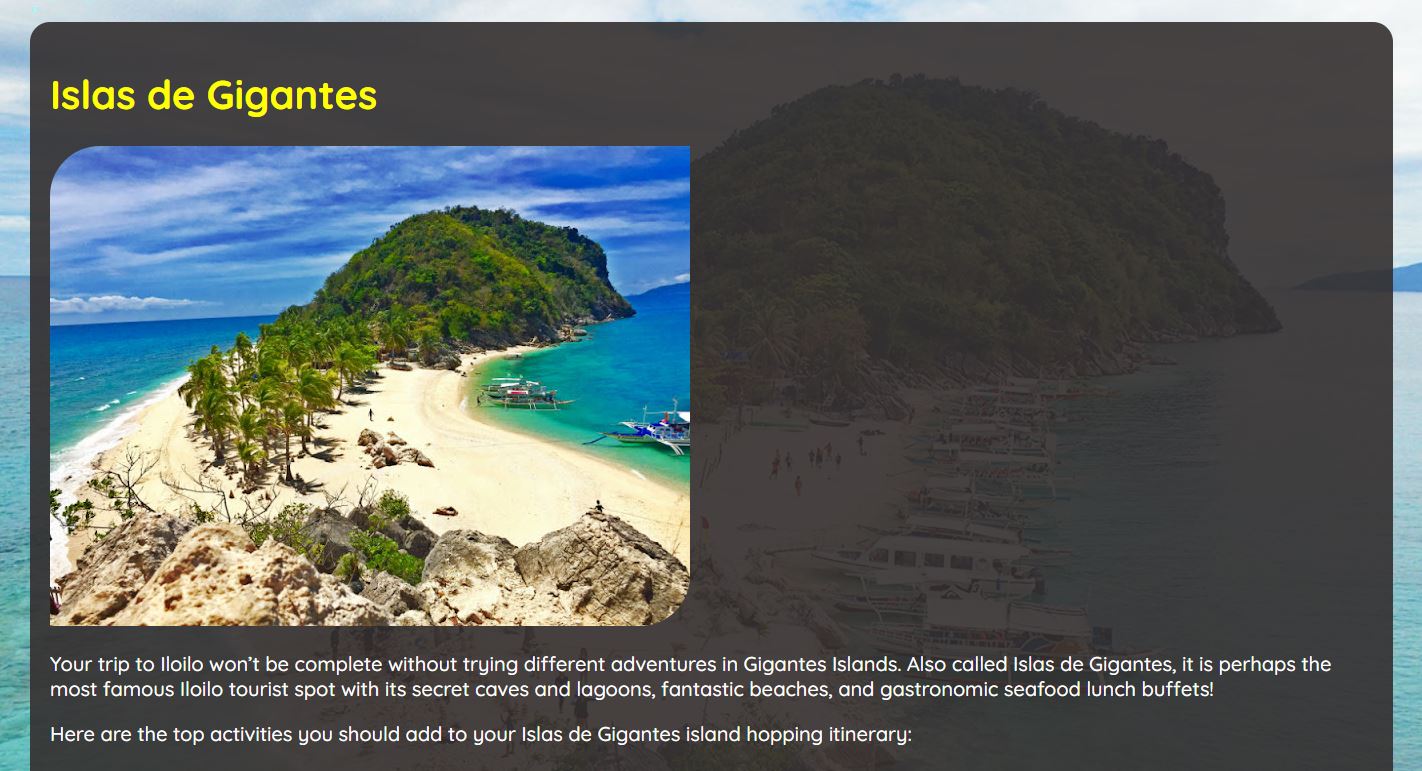 Islas de Gigantes
Your trip to Iloilo won’t be complete without trying different adventures in Gigantes Islands. Also called Islas de Gigantes, it is perhaps the
most famous Iloilo tourist spot with its secret caves and lagoons, fantastic beaches, and gastronomic seafood lunch buffets!
Here are the top activities you should add to your Islas de Gigantes island hopping itinerary: